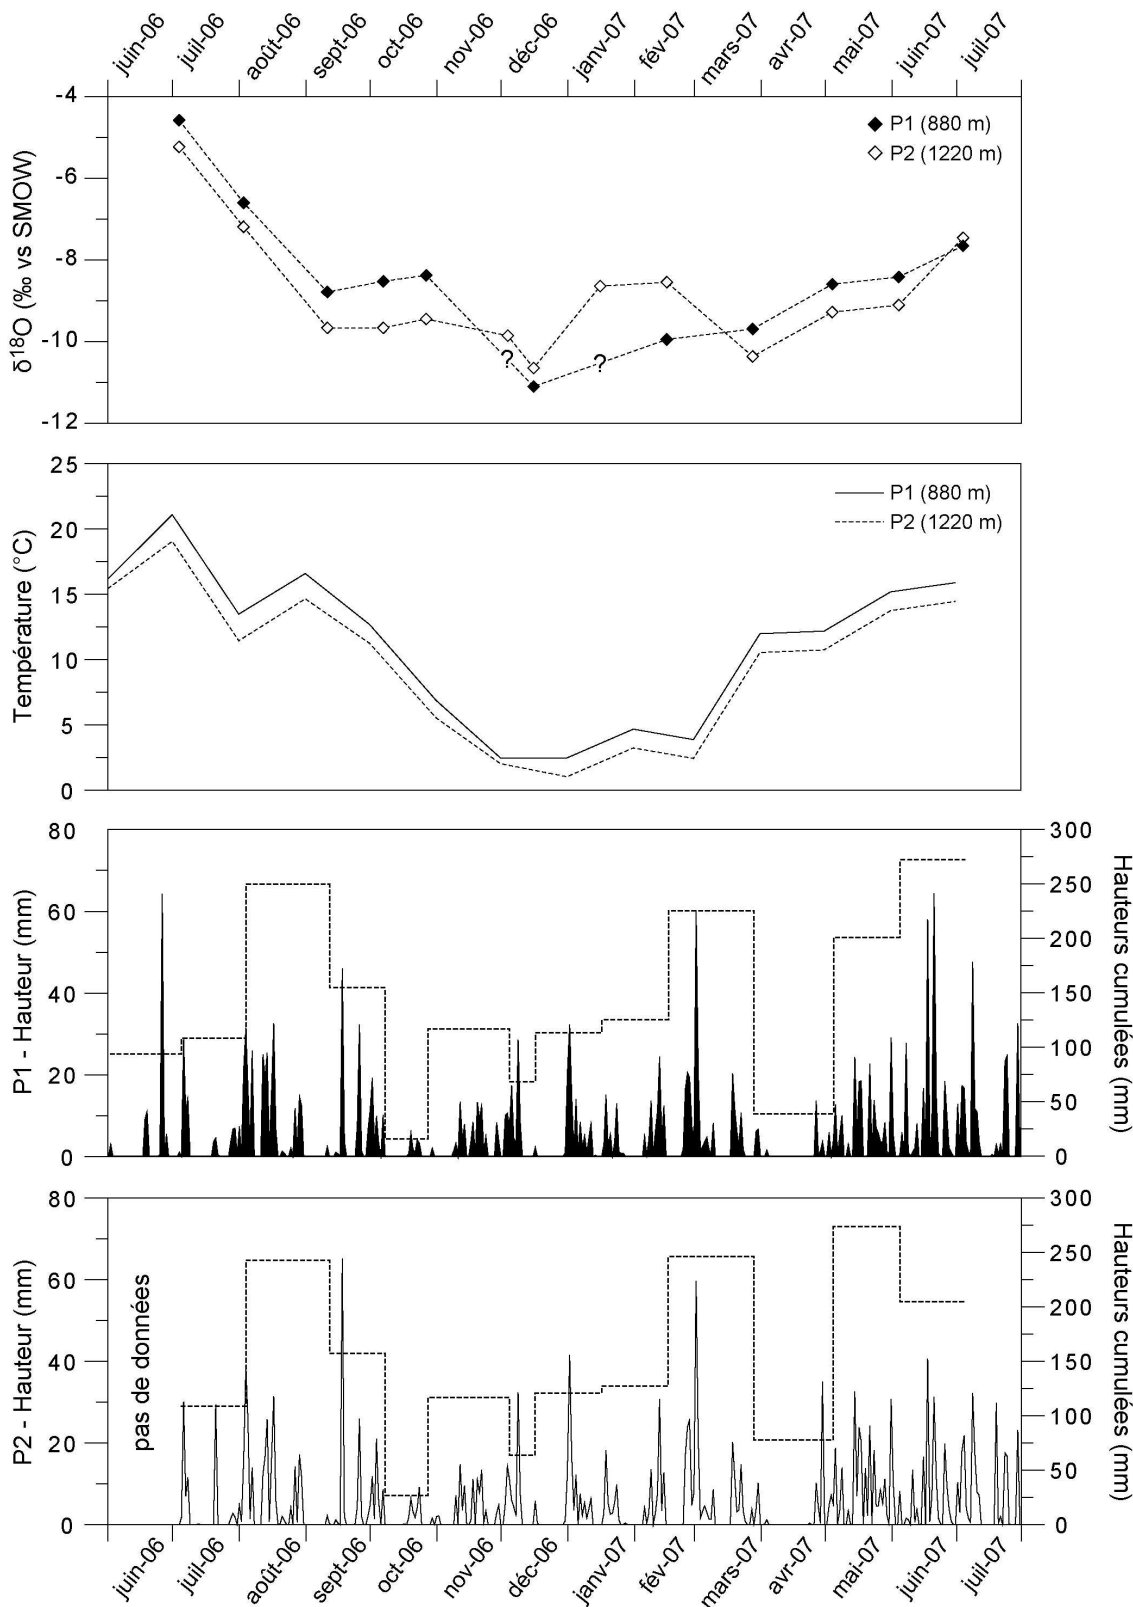 juin-06 juil-06 août-06 sept-06 oct-06 nov-06 déc-06 janv-07 fév-07 mars-07 avr-07 mai-07 juin-07 juil-07
δ18O (‰ vs SMOW)
-4
-6
-8
-10
-12
P1 (880 m)
P2 (1220 m)
? ?
Température (°C)
25
20
15
10
5
0
P1 (880 m)
P2 (1220 m)
P1 - Hauteur (mm)
80
60
40
20
0
300
250
200
150
100
50
0
Hauteurs cumulées (mm)
P2 - Hauteur (mm)
80
60
40
20
0
pas de données
300
250
200
150
100
50
0
Hauteurs cumulées (mm)
juin-06 juil-06 août-06 sept-06 oct-06 nov-06 déc-06 janv-07 fév-07 mars-07 avr-07 mai-07 juin-07 juil-07